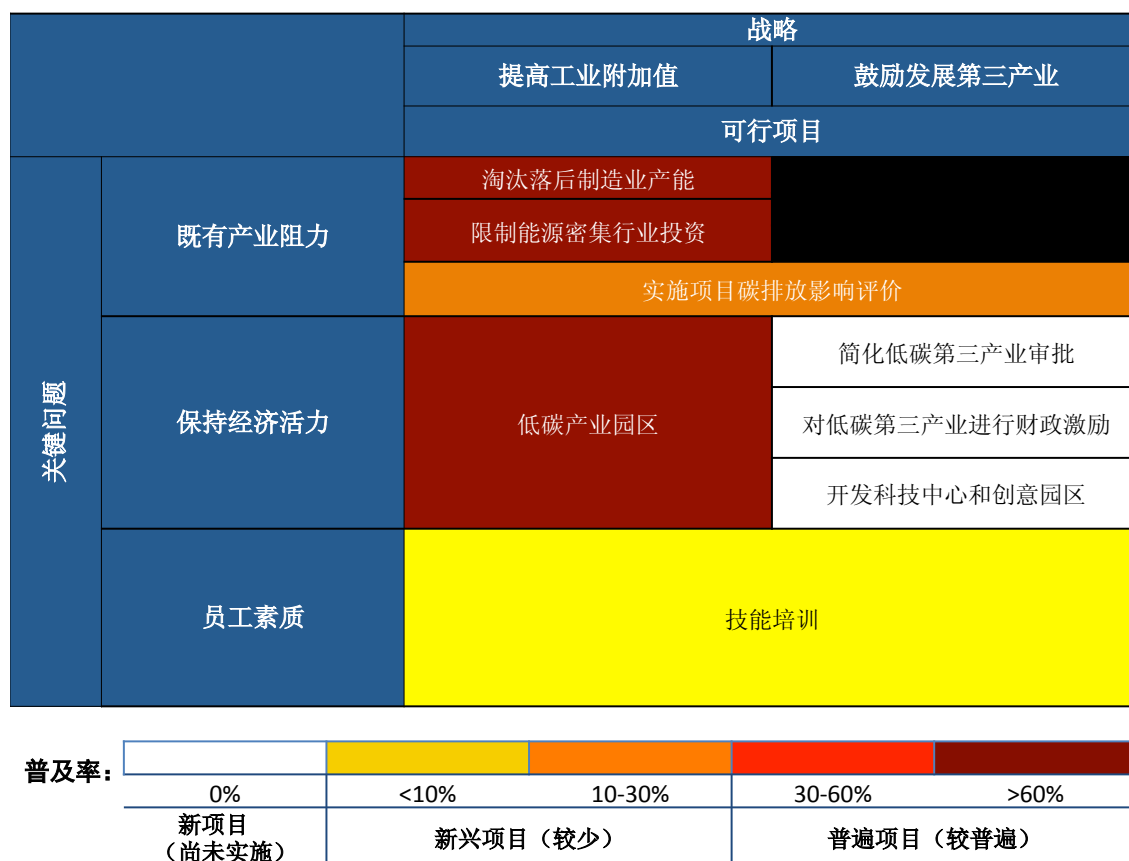 战略
提高工业附加值
鼓励发展第三产业
可行项目
关键问题
既有产业阻力
淘汰落后制造业产能
限制能源密集行业投资
实施项目碳排放影响评价
保持经济活力
低碳产业园区
简化低碳第三产业审批
对低碳第三产业进行财政激励
开发科技中心和创意园区
员工素质
技能培训
普及率：
0%
<10%
10-30%
30-60%
>60%
新项目
（尚未实施）
新兴项目（较少）
普遍项目（较普遍）